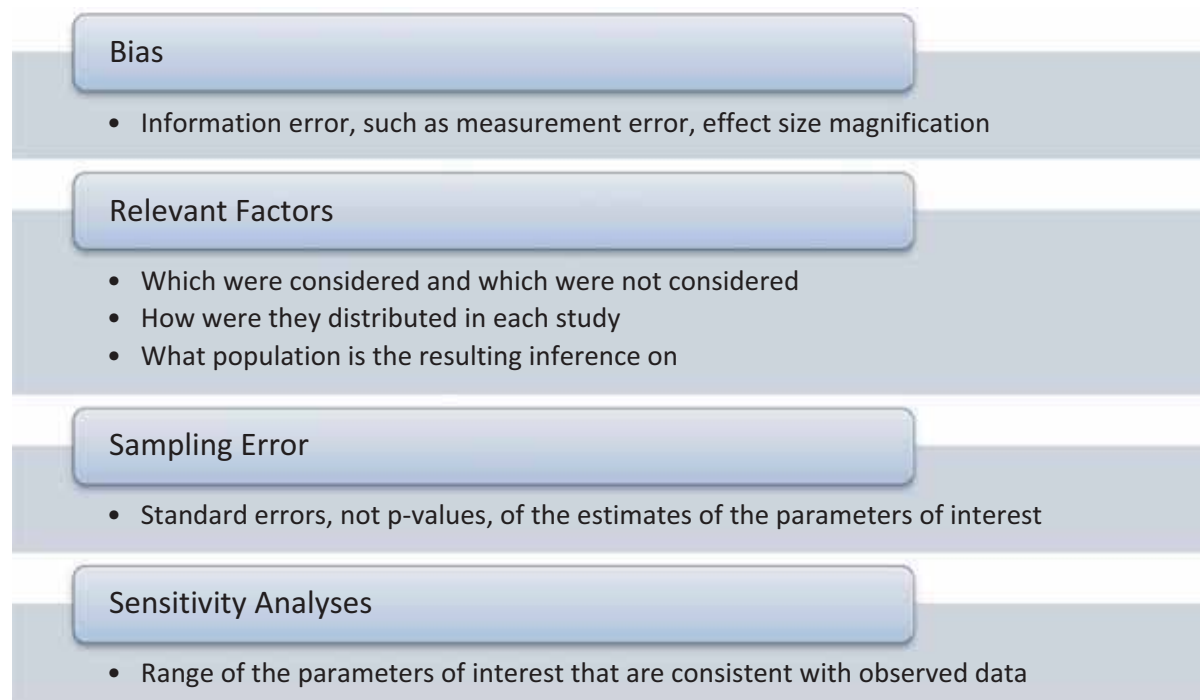 Bias
• Information error, such as measurement error, effect size magnification
Relevant Factors
• Which were considered and which were not considered
• How were they distributed in each study
• What population is the resulting inference on
Sampling Error
• Standard errors, not p-values, of the estimates of the parameters of interest
Sensitivity Analyses
• Range of the parameters of interest that are consistent with observed data